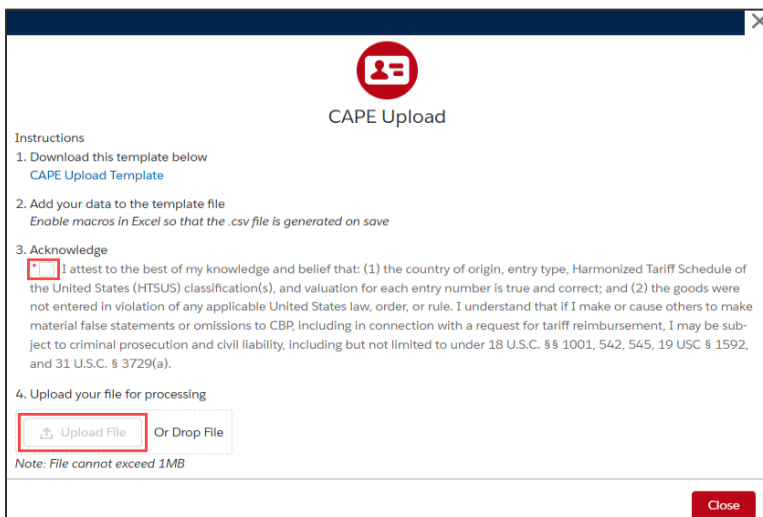 CAPE Upload
Instructions
1. Download this template below
CAPE Upload Template
2. Add your data to the template file
Enable macros in Excel so that the .csv file is generated on save
3. Acknowledge
* I attest to the best of my knowledge and belief that: (1) the country of origin, entry type, Harmonized Tariff Schedule of
the United States (HTSUS) classification(s), and valuation for each entry number is true and correct; and (2) the goods were
not entered in violation of any applicable United States law, order, or rule. I understand that if I make or cause others to make
material false statements or omissions to CBP, including in connection with a request for tariff reimbursement, I may be sub-
ject to criminal prosecution and civil liability, including but not limited to under 18 U.S.C. §§ 1001, 542, 545, 19 USC § 1592,
and 31 U.S.C. § 3729(a).
4. Upload your file for processing
Upload File Or Drop File
Note: File cannot exceed 1MB
Close